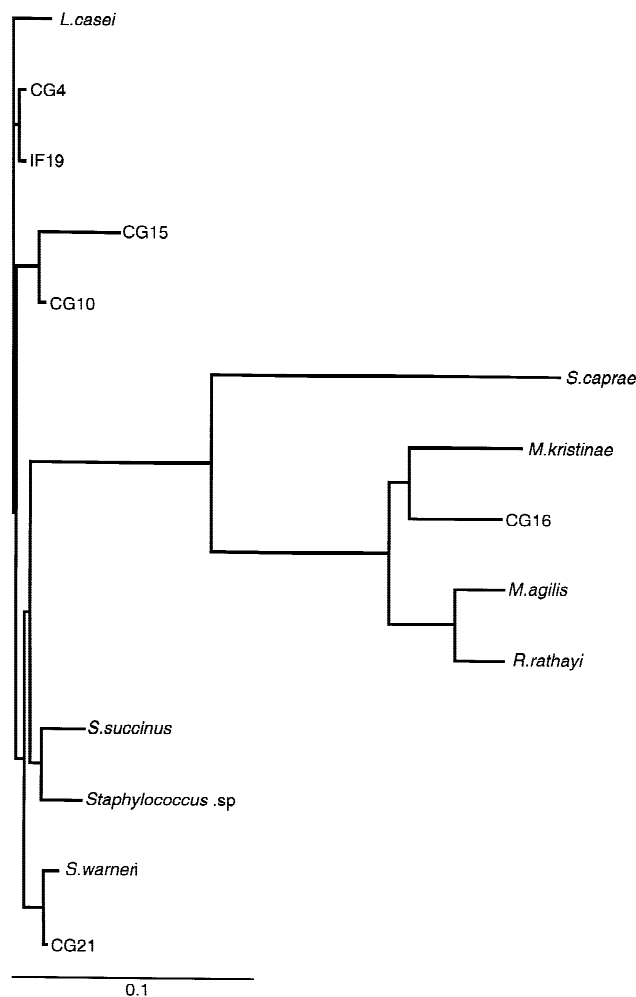 L.casei
CG4
IF19
CG15
CG10
S.caprae
M.kristinae
CG16
M.agilis
R.rathayi
S.succinus
Staphylococcus .sp
S.warneri
CG21
0.1